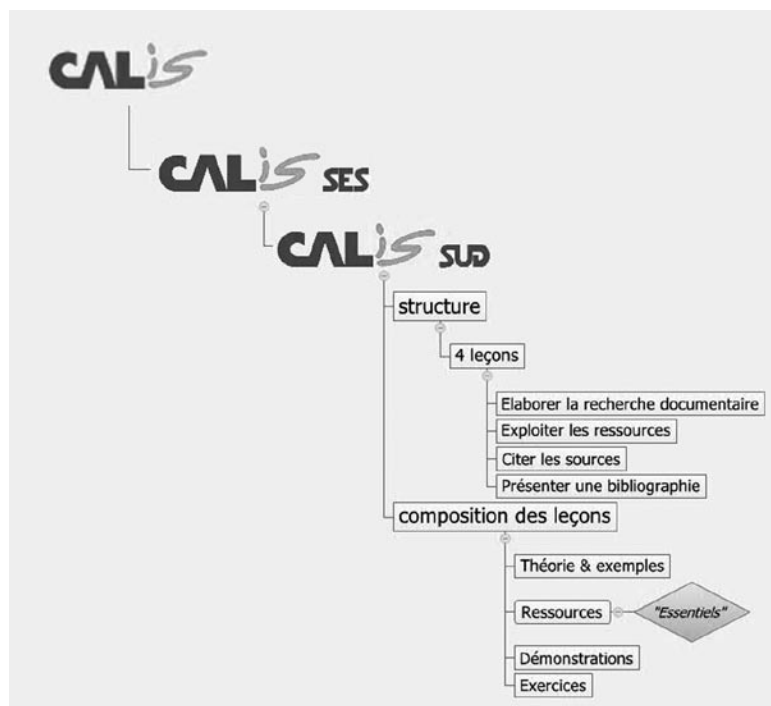 CALiS
CALiS SES
CALiS SUD
structure
4 leçons
Elaborer la recherche documentaire
Exploiter les ressources
Citer les sources
Présenter une bibliographie
composition des leçons
Théorie & exemples
Ressources "Essentiels"
Démonstrations
Exercices